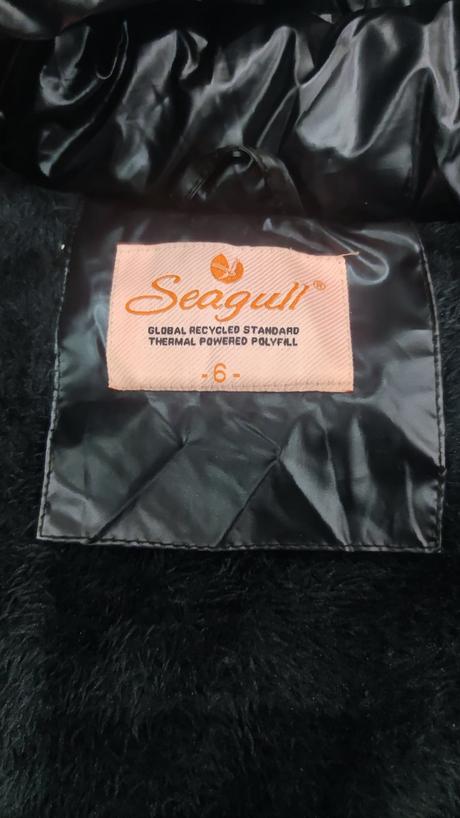 Seagull®
GLOBAL RECYCLED STANDARD
THERMAL POWERED POLYFILL
-6-